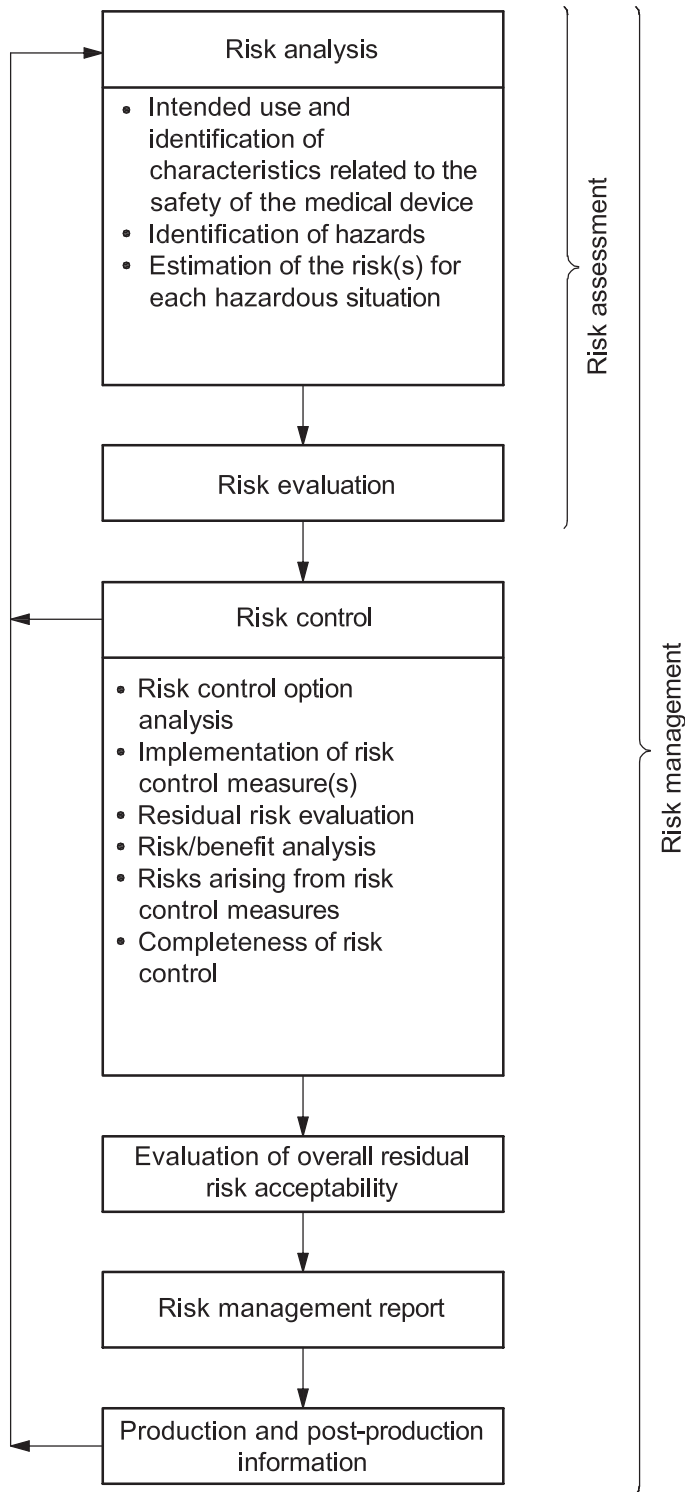 Risk analysis
• Intended use and
identification of
characteristics related to the
safety of the medical device
• Identification of hazards
• Estimation of the risk(s) for
each hazardous situation
Risk evaluation
Risk assessment
Risk control
• Risk control option
analysis
• Implementation of risk
control measure(s)
• Residual risk evaluation
• Risk/benefit analysis
• Risks arising from risk
control measures
• Completeness of risk
control
Evaluation of overall residual
risk acceptability
Risk management report
Production and post-production
information
Risk management